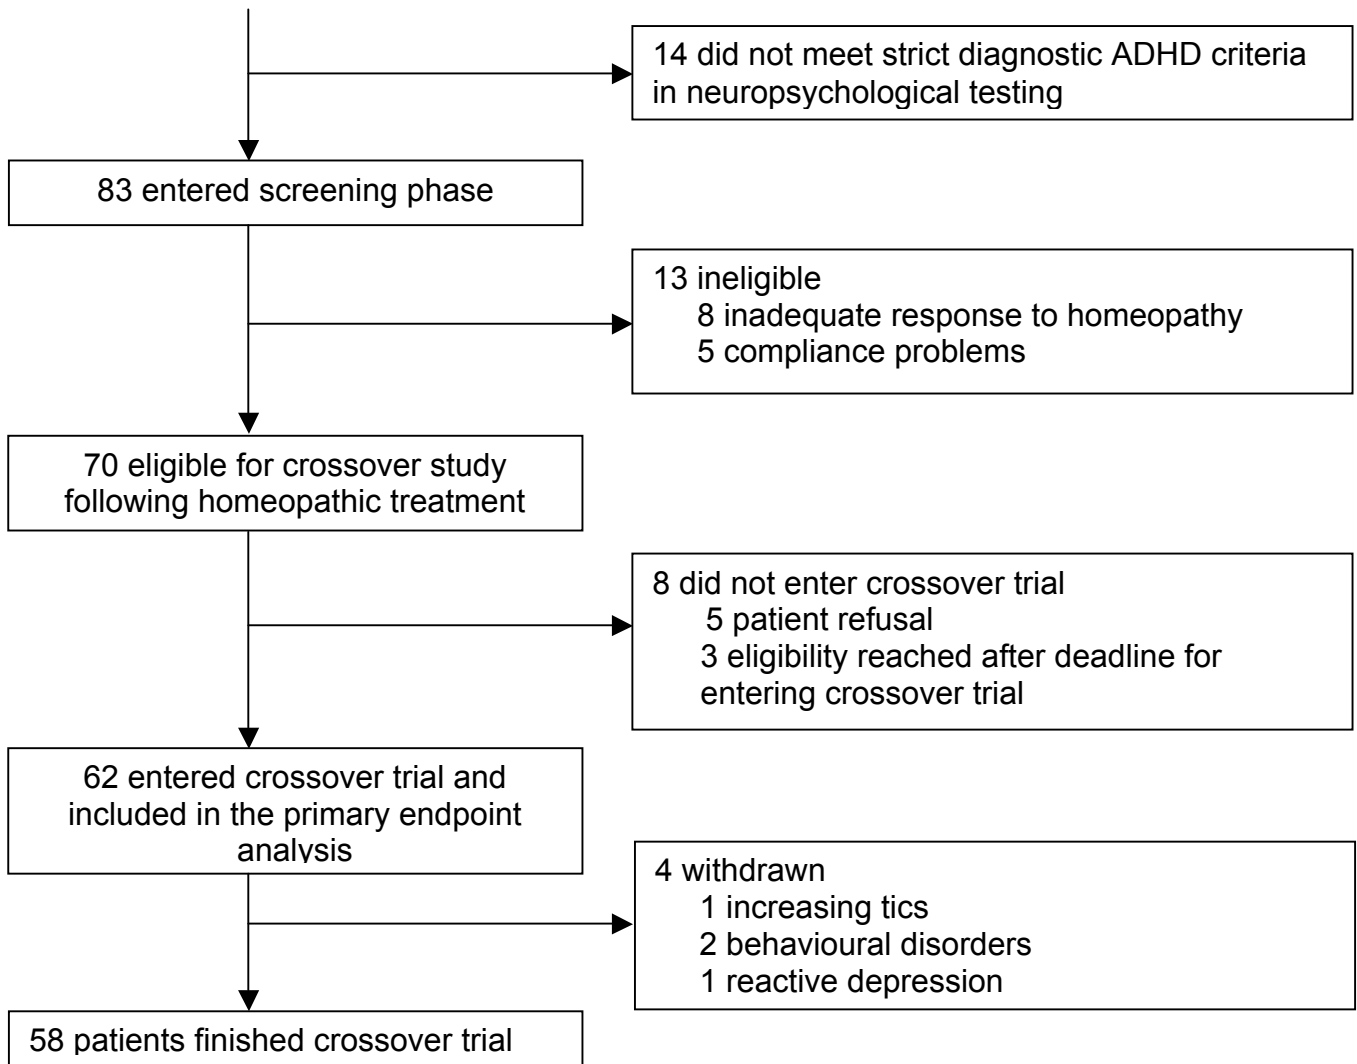 14 did not meet strict diagnostic ADHD criteria
in neuropsychological testing
83 entered screening phase
13 ineligible
8 inadequate response to homeopathy
5 compliance problems
70 eligible for crossover study
following homeopathic treatment
8 did not enter crossover trial
5 patient refusal
3 eligibility reached after deadline for
entering crossover trial
62 entered crossover trial and
included in the primary endpoint
analysis
4 withdrawn
1 increasing tics
2 behavioural disorders
1 reactive depression
58 patients finished crossover trial